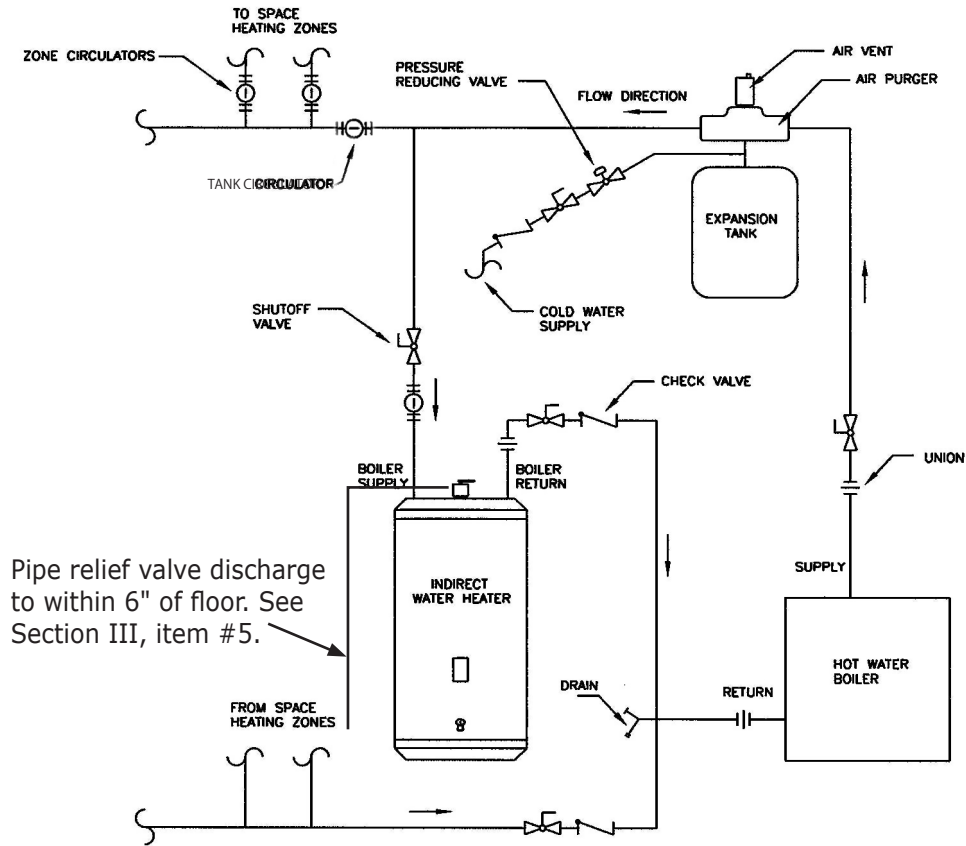 TO SPACE
HEATING ZONES
ZONE CIRCULATORS
AIR VENT
PRESSURE
REDUCING VALVE
AIR PURGER
FLOW DIRECTION
TANK CIRCULATOR
EXPANSION
TANK
COLD WATER
SUPPLY
SHUTOFF
VALVE
CHECK VALVE
UNION
BOILER
SUPPLY
BOILER
RETURN
SUPPLY
Pipe relief valve discharge
to within 6" of floor. See
Section III, item #5.
INDIRECT
WATER HEATER
HOT WATER
BOILER
DRAIN
RETURN
FROM SPACE
HEATING ZONES